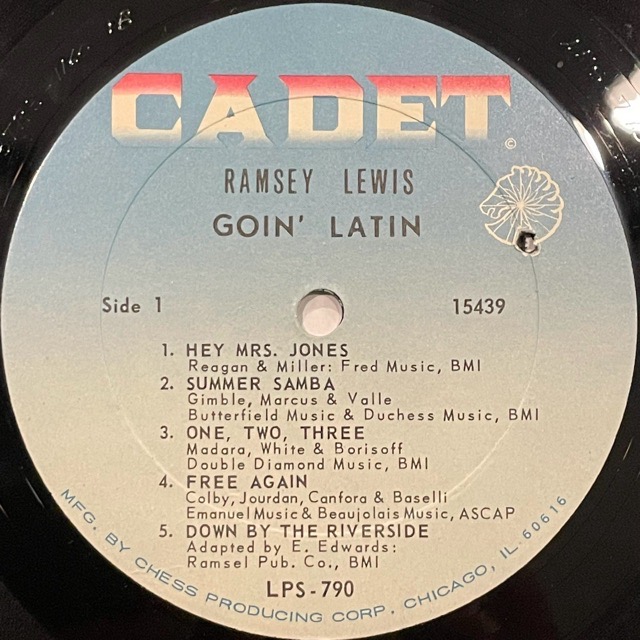 CADET
©
RAMSEY LEWIS
GOIN' LATIN
Side 1
15439
1. HEY MRS. JONES
Reagan & Miller: Fred Music, BMI
2. SUMMER SAMBA
Gimble, Marcus & Valle
Butterfield Music & Duchess Music, BMI
3. ONE, TWO, THREE
Madara, White & Borisoff
Double Diamond Music, BMI
4. FREE AGAIN
Colby, Jourdan, Canfora & Baselli
Emanuel Music & Beaujolais Music, ASCAP
5. DOWN BY THE RIVERSIDE
Adapted by E. Edwards:
Ramsel Pub. Co., BMI
LPS-790
MFG. BY CHESS PRODUCING CORP., CHICAGO, IL. 60616